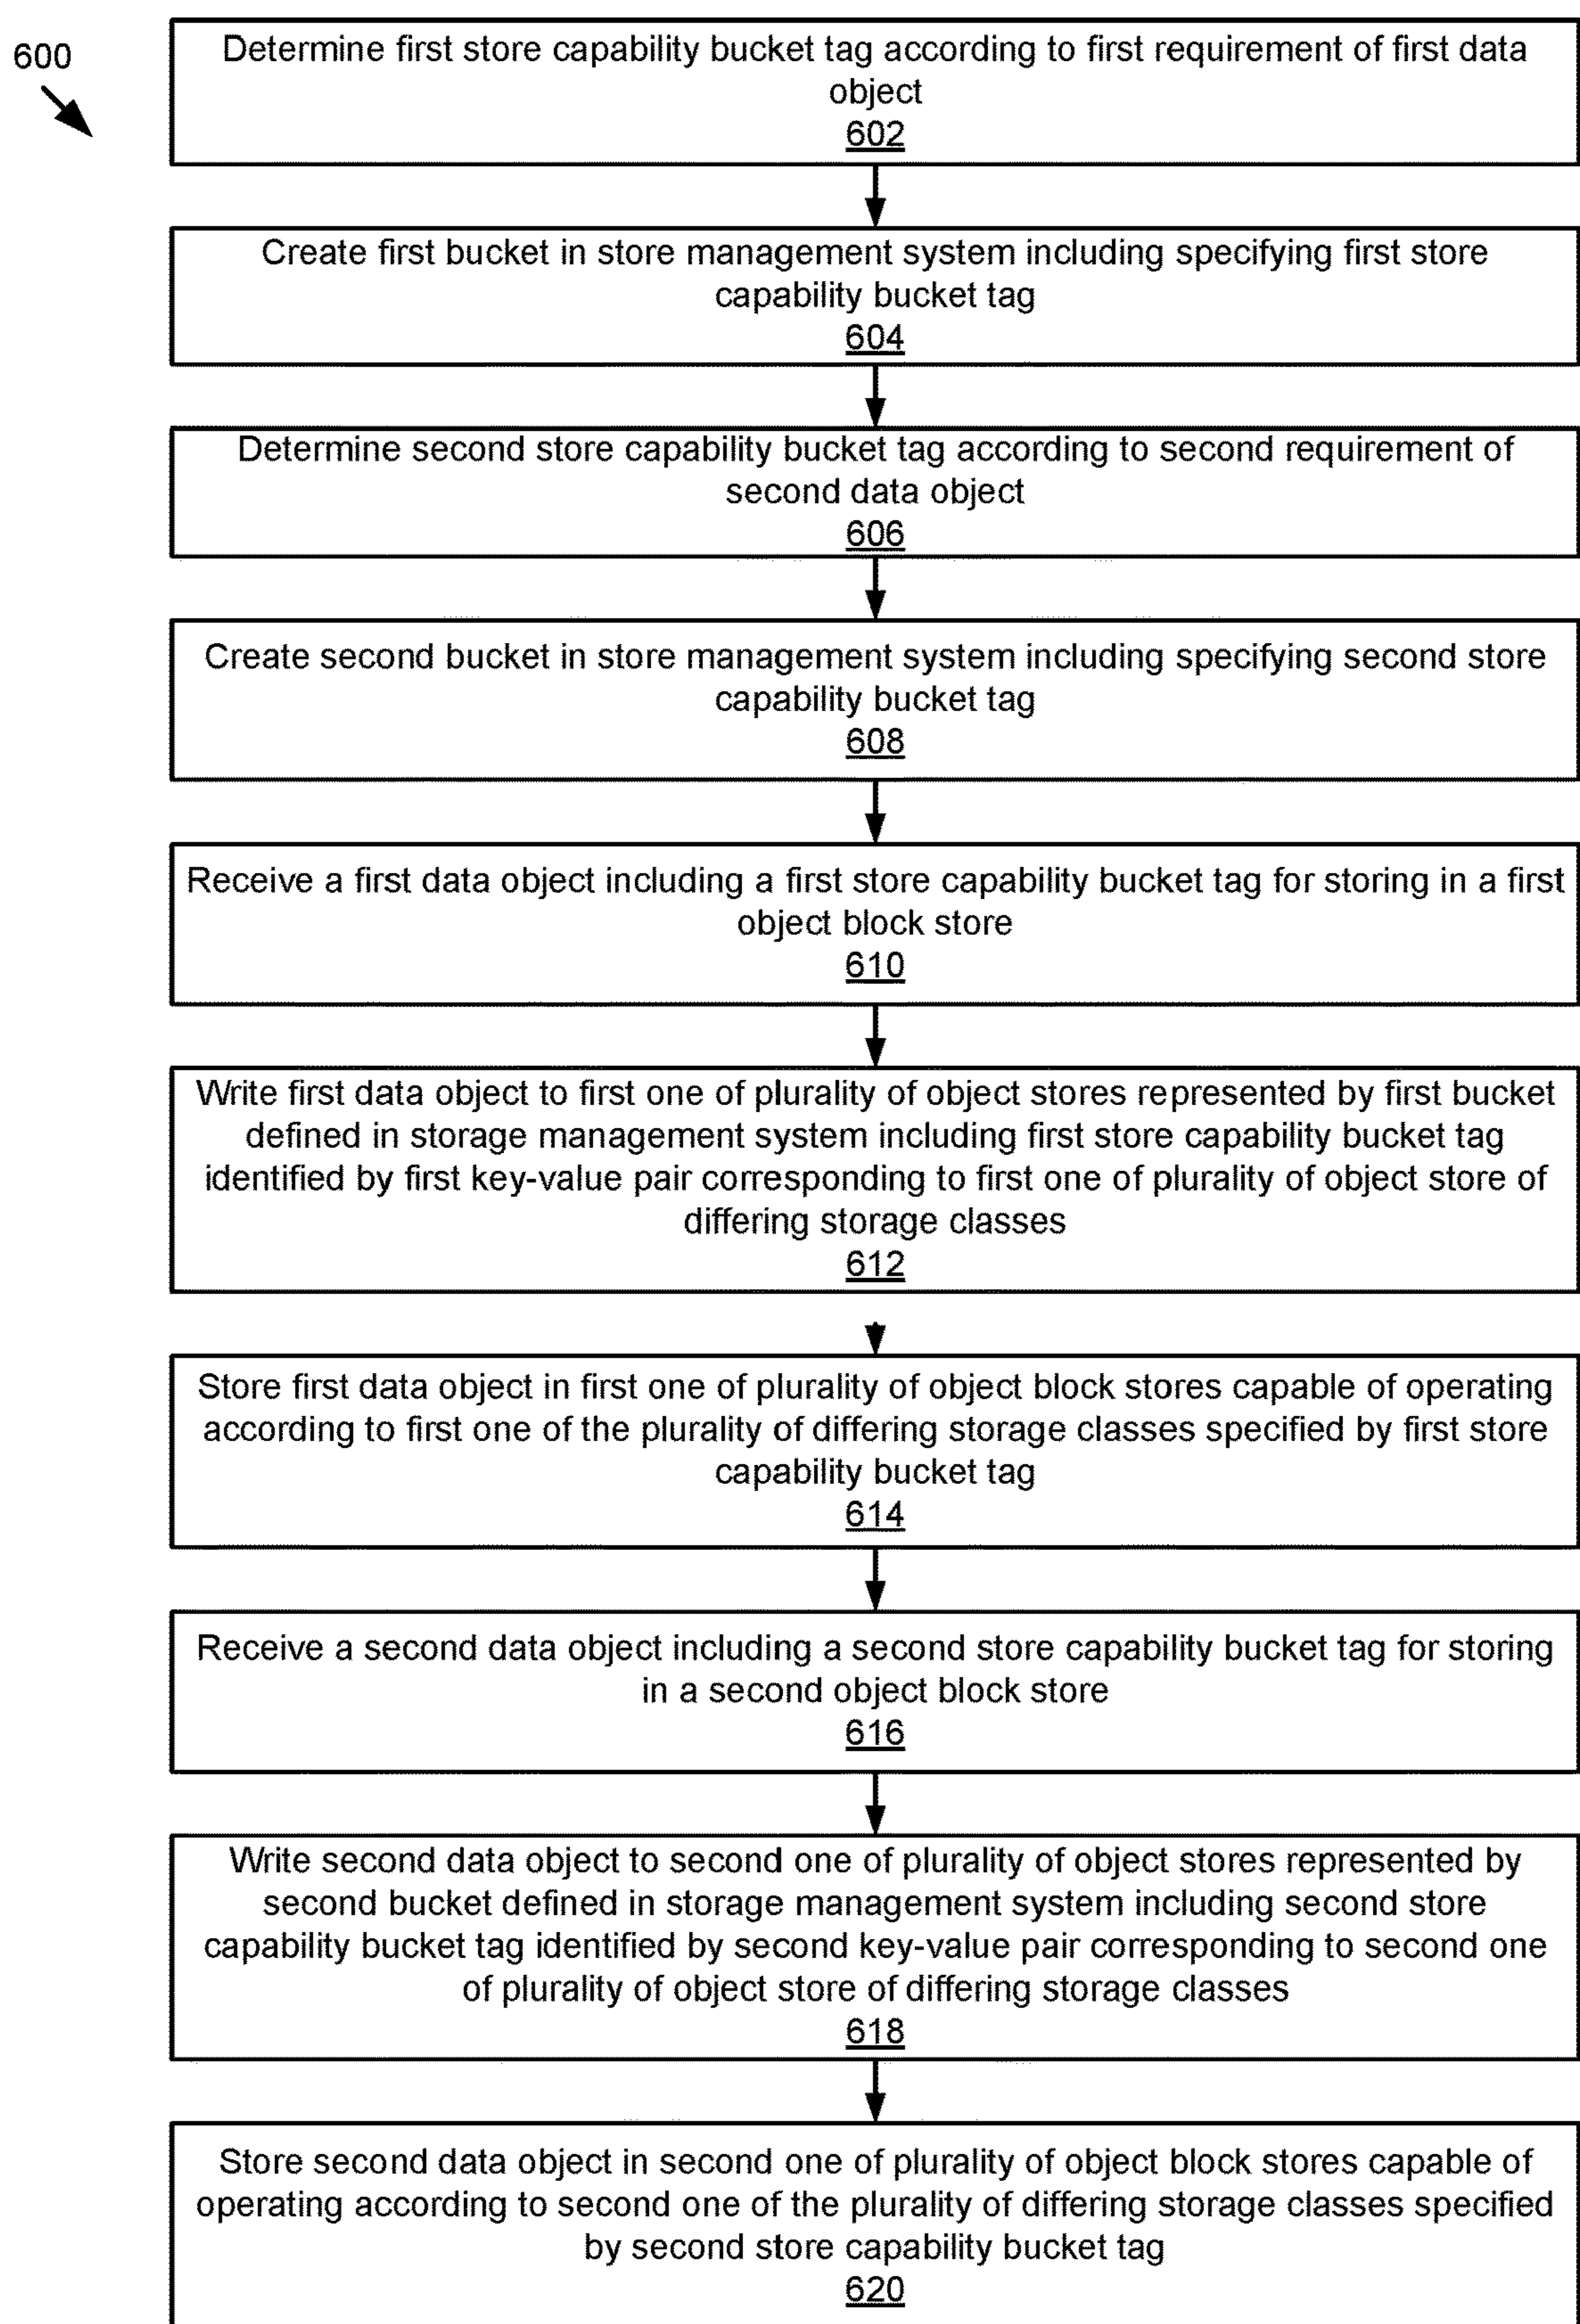 600
Determine first store capability bucket tag according to first requirement of first data
object
602
Create first bucket in store management system including specifying first store
capability bucket tag
604
Determine second store capability bucket tag according to second requirement of
second data object
606
Create second bucket in store management system including specifying second store
capability bucket tag
608
Receive a first data object including a first store capability bucket tag for storing in a first
object block store
610
Write first data object to first one of plurality of object stores represented by first bucket
defined in storage management system including first store capability bucket tag
identified by first key-value pair corresponding to first one of plurality of object store of
differing storage classes
612
Store first data object in first one of plurality of object block stores capable of operating
according to first one of the plurality of differing storage classes specified by first store
capability bucket tag
614
Receive a second data object including a second store capability bucket tag for storing
in a second object block store
616
Write second data object to second one of plurality of object stores represented by
second bucket defined in storage management system including second store
capability bucket tag identified by second key-value pair corresponding to second one
of plurality of object store of differing storage classes
618
Store second data object in second one of plurality of object block stores capable of
operating according to second one of the plurality of differing storage classes specified
by second store capability bucket tag
620